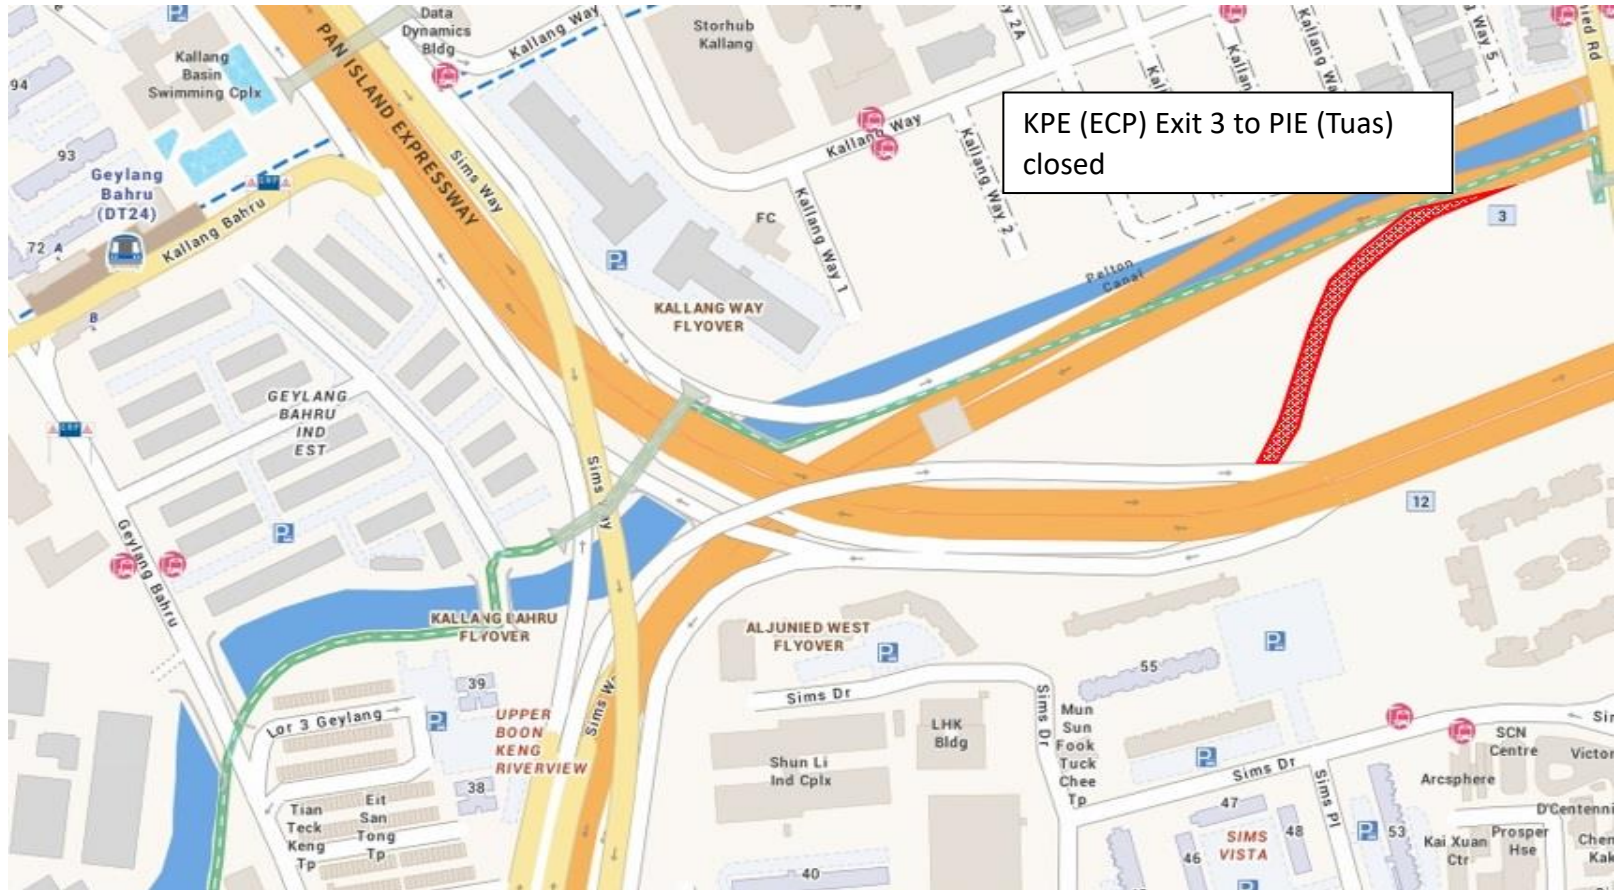 Data
Dynamics
Bldg
Kallang Way
Storhub
Kallang
PAN ISLAND EXPRESSWAY
Kallang
Basin
Swimming Cplx
94
93
Geylang
Bahru
(DT24)
72
A
B
Kallang Bahru
Sims Way
KPE (ECP) Exit 3 to PIE (Tuas)
closed
Kallang Way
Kallang Way 2
Kallang Way 1
FC
3
Pelton
Canal
KALLANG WAY
FLYOVER
GEYLANG
BAHRU
IND
EST
Sims Way
12
Geylang Bahru
KALLANG BAHRU
FLYOVER
ALJUNIED WEST
FLYOVER
55
39
Lor 3 Geylang
UPPER
BOON
KENG
RIVERVIEW
Sims Dr
Sims Dr
LHK
Bldg
Mun
Sun
Fook
Tuck
Chee
Tp
Shun Li
Ind Cplx
Sims Dr
SCN
Centre
Victor
Arcsphere
38
Tian
Teck
Keng
Tp
Eit
San
Tong
Tp
47
48
46
SIMS
VISTA
Sims Pl
53
D'Centenni
Kai Xuan
Ctr
Prosper
Hse
Chen
Kak
40